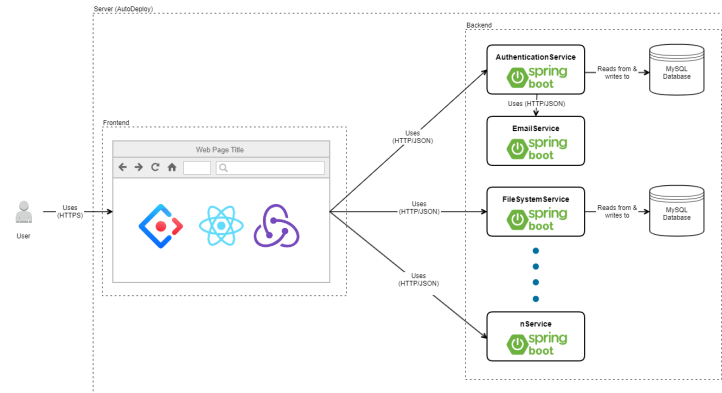 Server (AutoDeploy)
Backend
AuthenticationService
spring
boot
Reads from &
writes to
MySQL
Database
Uses (HTTP/JSON)
EmailService
spring
boot
Frontend
Web Page Title
Uses
(HTTP/JSON)
User
Uses
(HTTPS)
Uses
(HTTP/JSON)
FileSystemService
spring
boot
Reads from &
writes to
MySQL
Database
Uses
(HTTP/JSON)
nService
spring
boot